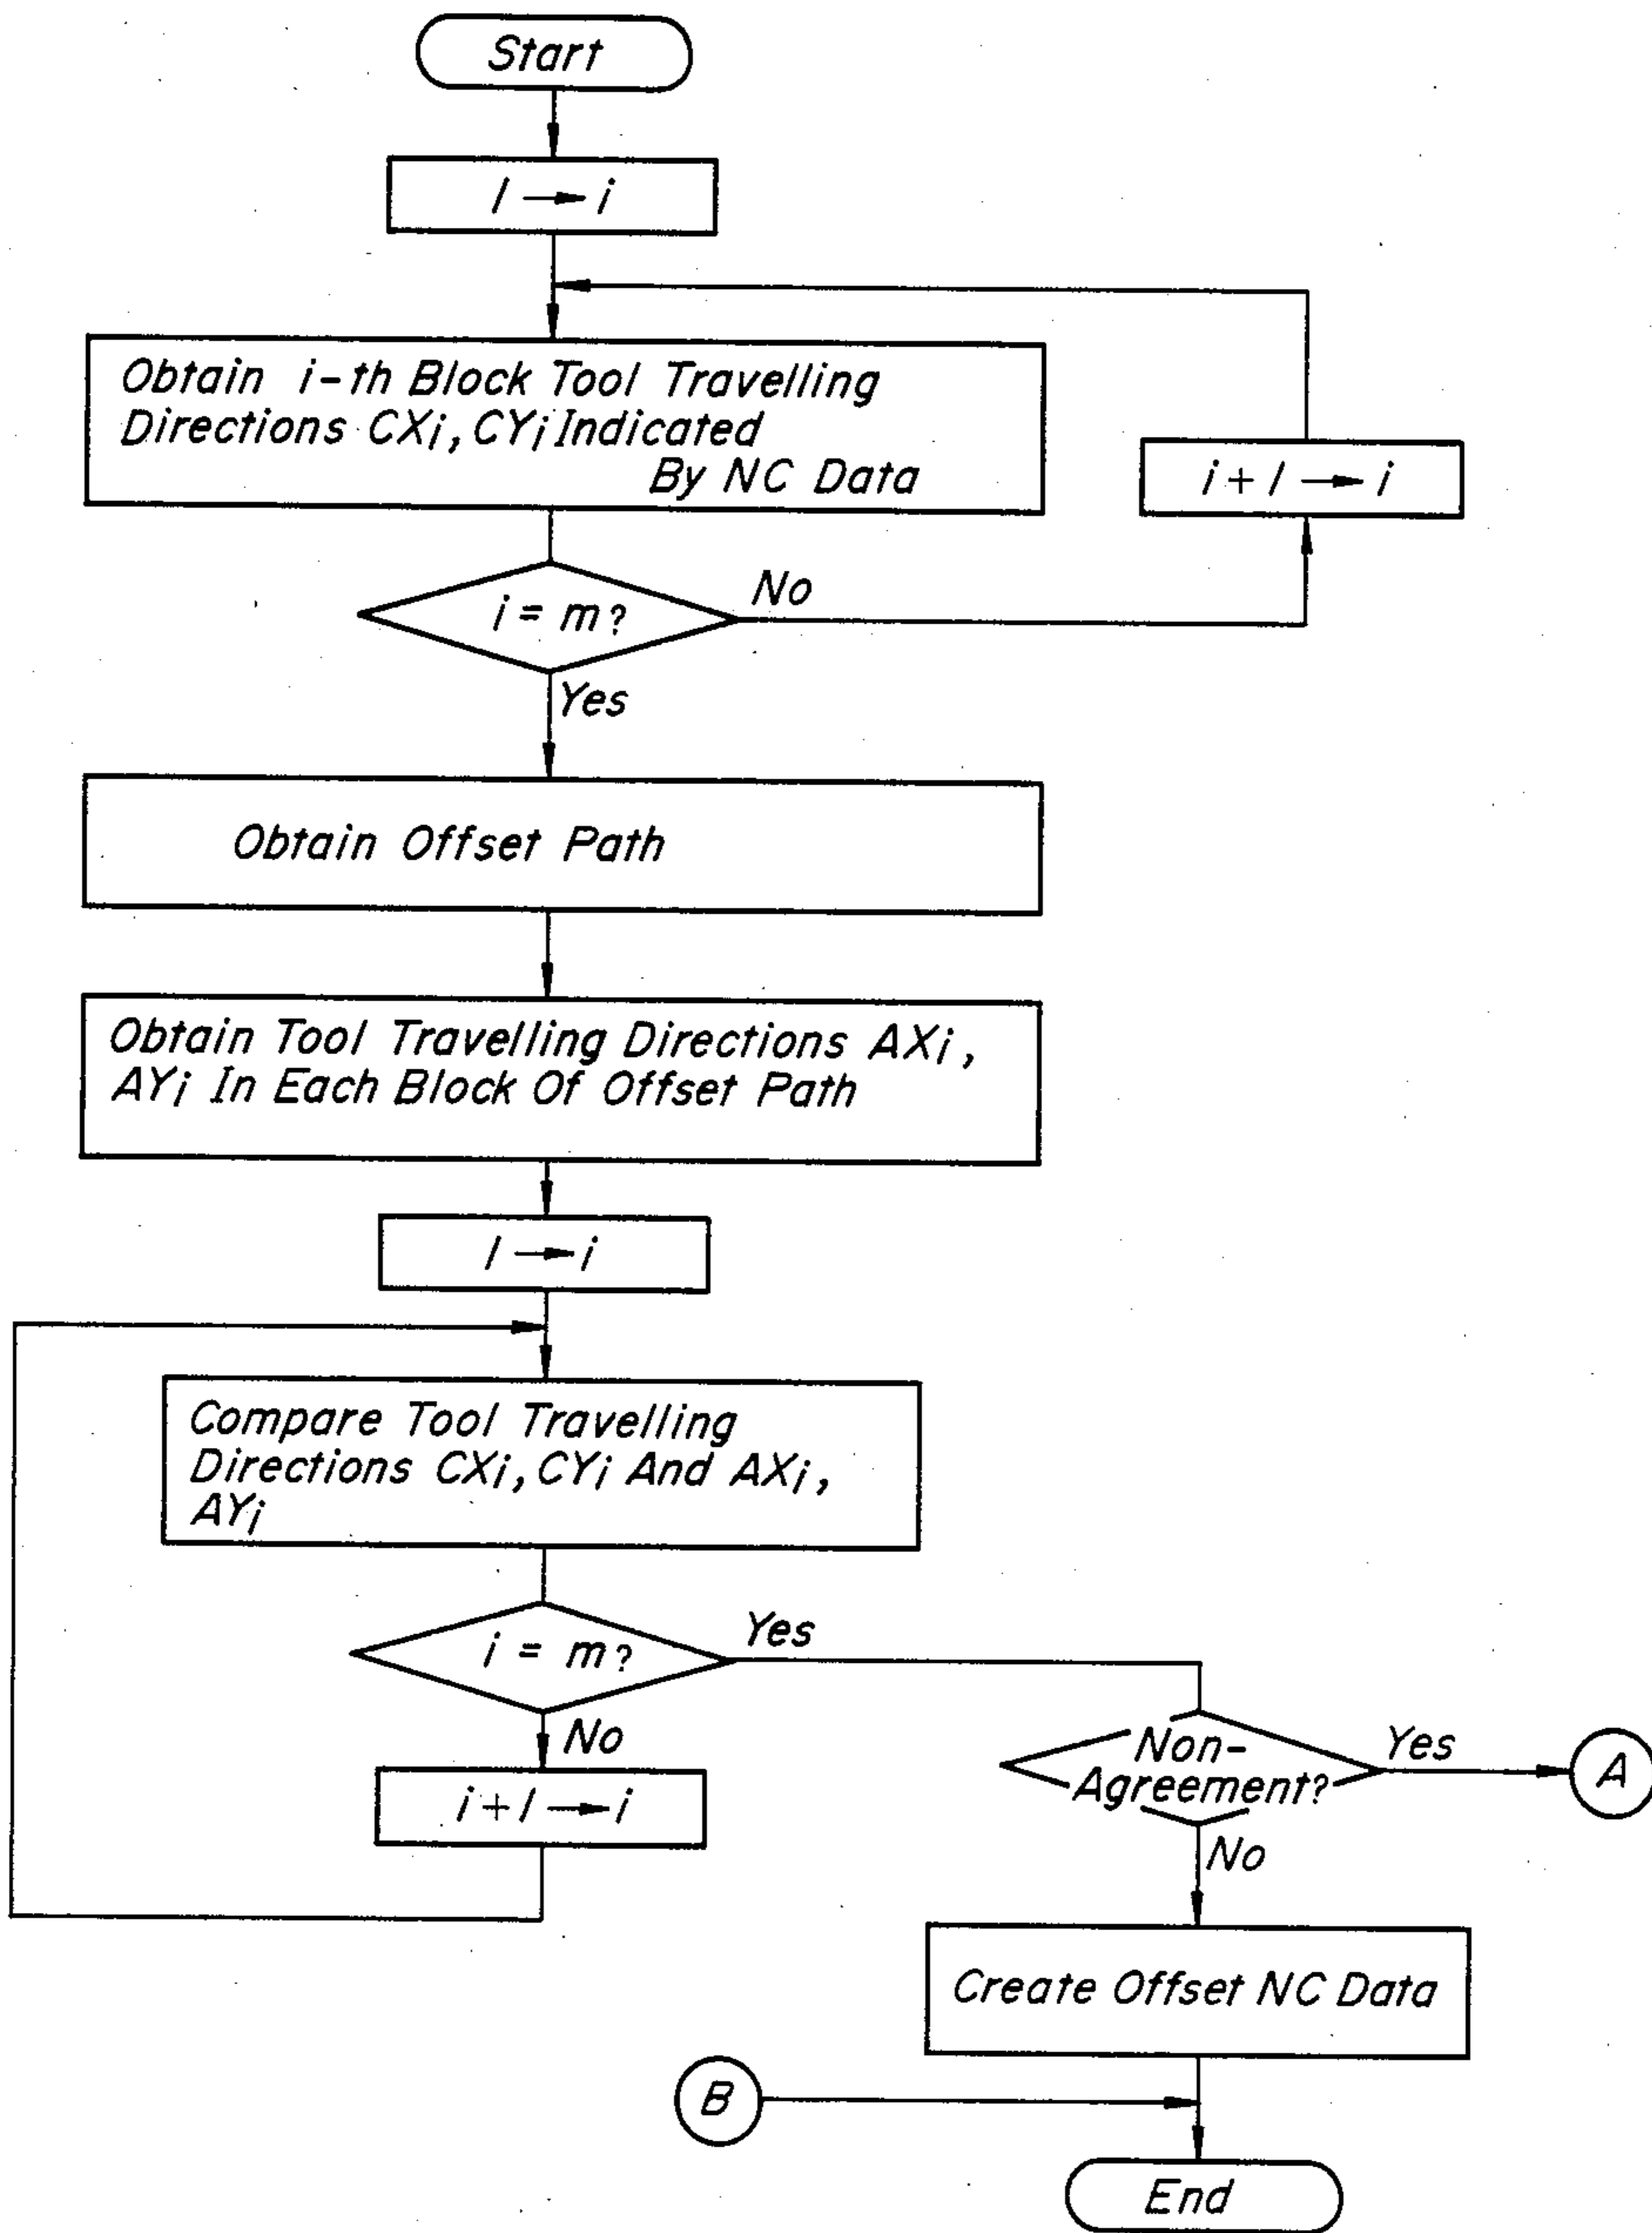 Start
1 → i
Obtain i-th Block Tool Travelling
Directions CXi, CYi Indicated
By NC Data
i+1 → i
i = m?
No
Yes
Obtain Offset Path
Obtain Tool Travelling Directions AXi,
AYi In Each Block Of Offset Path
1 → i
Compare Tool Travelling
Directions CXi, CYi And AXi,
AYi
i = m?
Yes
No
i+1 → i
Non-
Agreement?
Yes
A
No
Create Offset NC Data
B
End